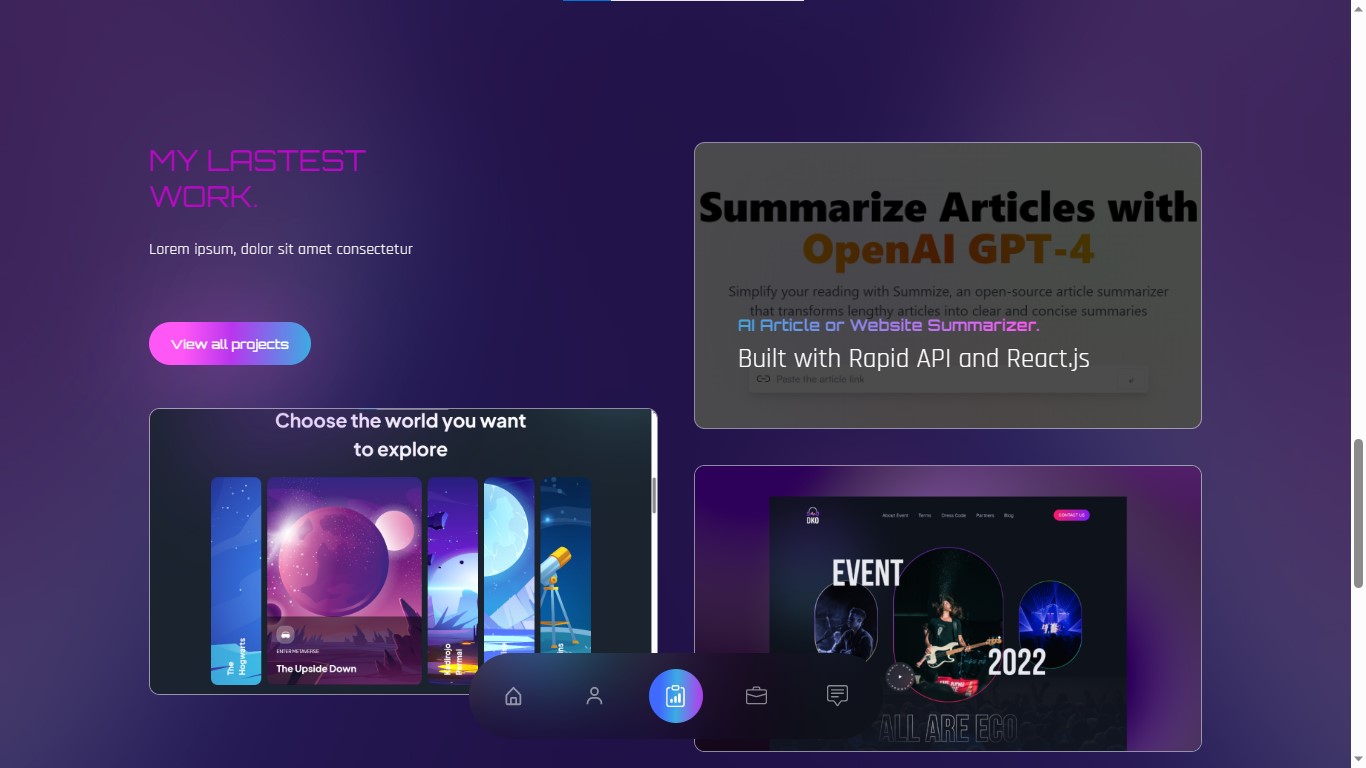 MY LASTEST
WORK.
Lorem ipsum, dolor sit amet consectetur
View all projects
Choose the world you want
to explore
The
Hogwarts
ENTER METAVERSE
The Upside Down
Kadirojo
Permai
Summarize Articles with
OpenAI GPT-4
Simplify your reading with Summize, an open-source article summarizer
that transforms lengthy articles into clear and concise summaries
AI Article or Website Summarizer.
Built with Rapid API and React.js
Paste the article link
DKO
About Event Terms Dress Code Partners Blog
CONTACT US
EVENT
2022
ALL ARE ECO